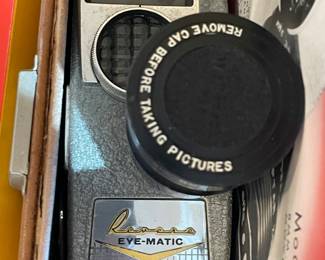 REMOVE CAP BEFORE TAKING PICTURES
Revere
EYE-MATIC